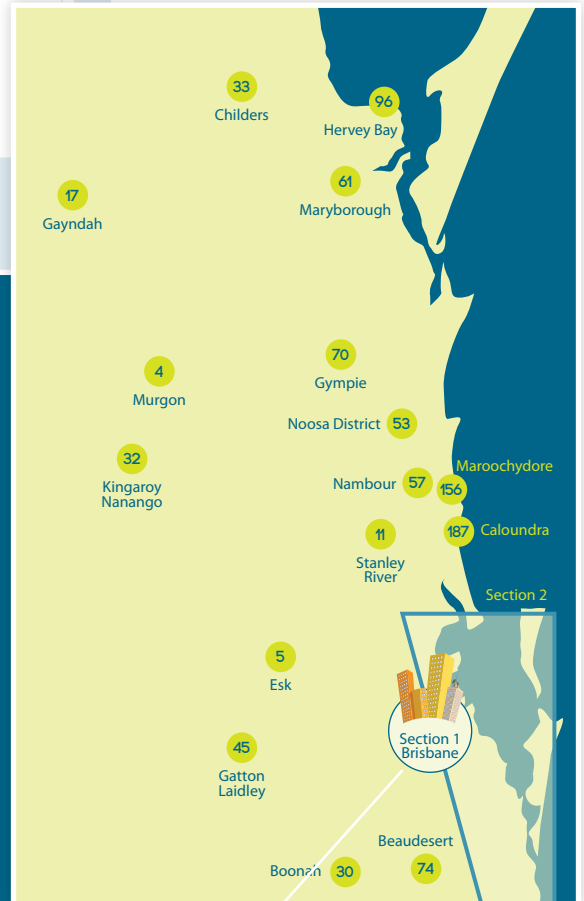 33
Childers
96
Hervey Bay
17
Gayndah
61
Maryborough
4
Murgon
70
Gympie
Noosa District 53
32
Kingaroy
Nanango
Maroochydore
Nambour 57
156
187 Caloundra
11
Stanley
River
Section 2
5
Esk
Section 1
Brisbane
45
Gatton
Laidley
Beaudesert
74
Boonah 30